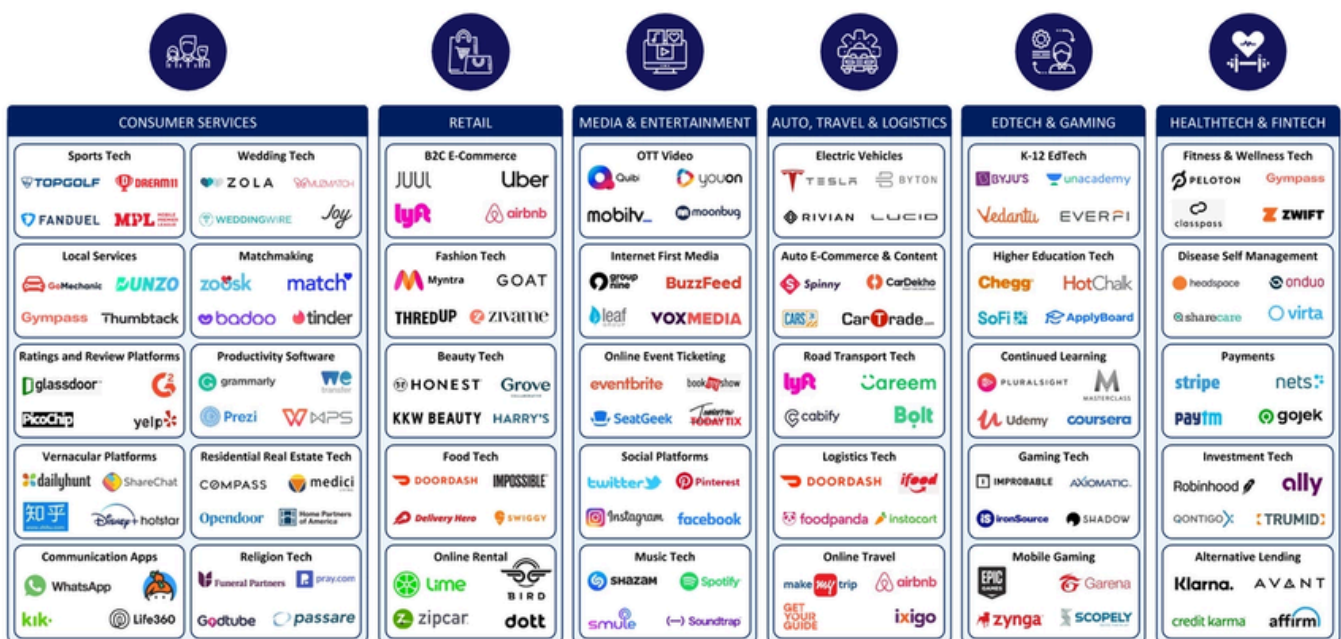 CONSUMER SERVICES
Sports Tech
TOPGOLF DREAM11
FANDUEL MPL MOBILE PREMIER LEAGUE
Wedding Tech
ZOLA MUZMATCH
WEDDINGWIRE Joy
Local Services
GoMechanic DUNZO
Gympass Thumbtack
Matchmaking
zoosk match
badoo tinder
Ratings and Review Platforms
glassdoor G2
PicoChip yelp
Productivity Software
grammarly we transfer
Prezi WPS
Vernacular Platforms
dailyhunt ShareChat
知乎 Disney+ hotstar
Residential Real Estate Tech
COMPASS medici
Opendoor Home Partners of America
Communication Apps
WhatsApp
kik Life360
Religion Tech
Funeral Partners pray.com
Godtube passare
RETAIL
B2C E-Commerce
JUUL Uber
lyft airbnb
Fashion Tech
Myntra GOAT
THREDUP zivame
Beauty Tech
HONEST Grove
KKW BEAUTY HARRY'S
Food Tech
DOORDASH IMPOSSIBLE
Delivery Hero SWIGGY
Online Rental
Lime BIRD
zipcar dott
MEDIA & ENTERTAINMENT
OTT Video
Quibi youon
mobitv_ moonbug
Internet First Media
group nine BuzzFeed
leaf GROUP VOXMEDIA
Online Event Ticketing
eventbrite bookmyshow
SeatGeek Tomorrow TODAYTIX
Social Platforms
twitter Pinterest
Instagram facebook
Music Tech
SHAZAM Spotify
smule Soundtrap
AUTO, TRAVEL & LOGISTICS
Electric Vehicles
TESLA BYTON
RIVIAN LUCID
Auto E-Commerce & Content
Spinny CarDekho
CARS24 CarTrade.com
Road Transport Tech
lyft Careem
cabify Bolt
Logistics Tech
DOORDASH ifood
foodpanda instacart
Online Travel
make my trip airbnb
GET YOUR GUIDE ixigo
EDTECH & GAMING
K-12 EdTech
BYJU'S unacademy
Vedantu EVERFI
Higher Education Tech
Chegg HotChalk
SoFi ApplyBoard
Continued Learning
PLURALSIGHT M MASTERCLASS
Udemy coursera
Gaming Tech
IMPROBABLE AXIOMATIC.
iS ironSource SHADOW
Mobile Gaming
EPIC GAMES Garena
zynga SCOPELY
HEALTHTECH & FINTECH
Fitness & Wellness Tech
PELOTON Gympass
classpass ZWIFT
Disease Self Management
headspace onduo
sharecare virta
Payments
stripe nets
paytm gojek
Investment Tech
Robinhood ally
QONTIGO TRUMID
Alternative Lending
Klarna. AVANT
credit karma affirm